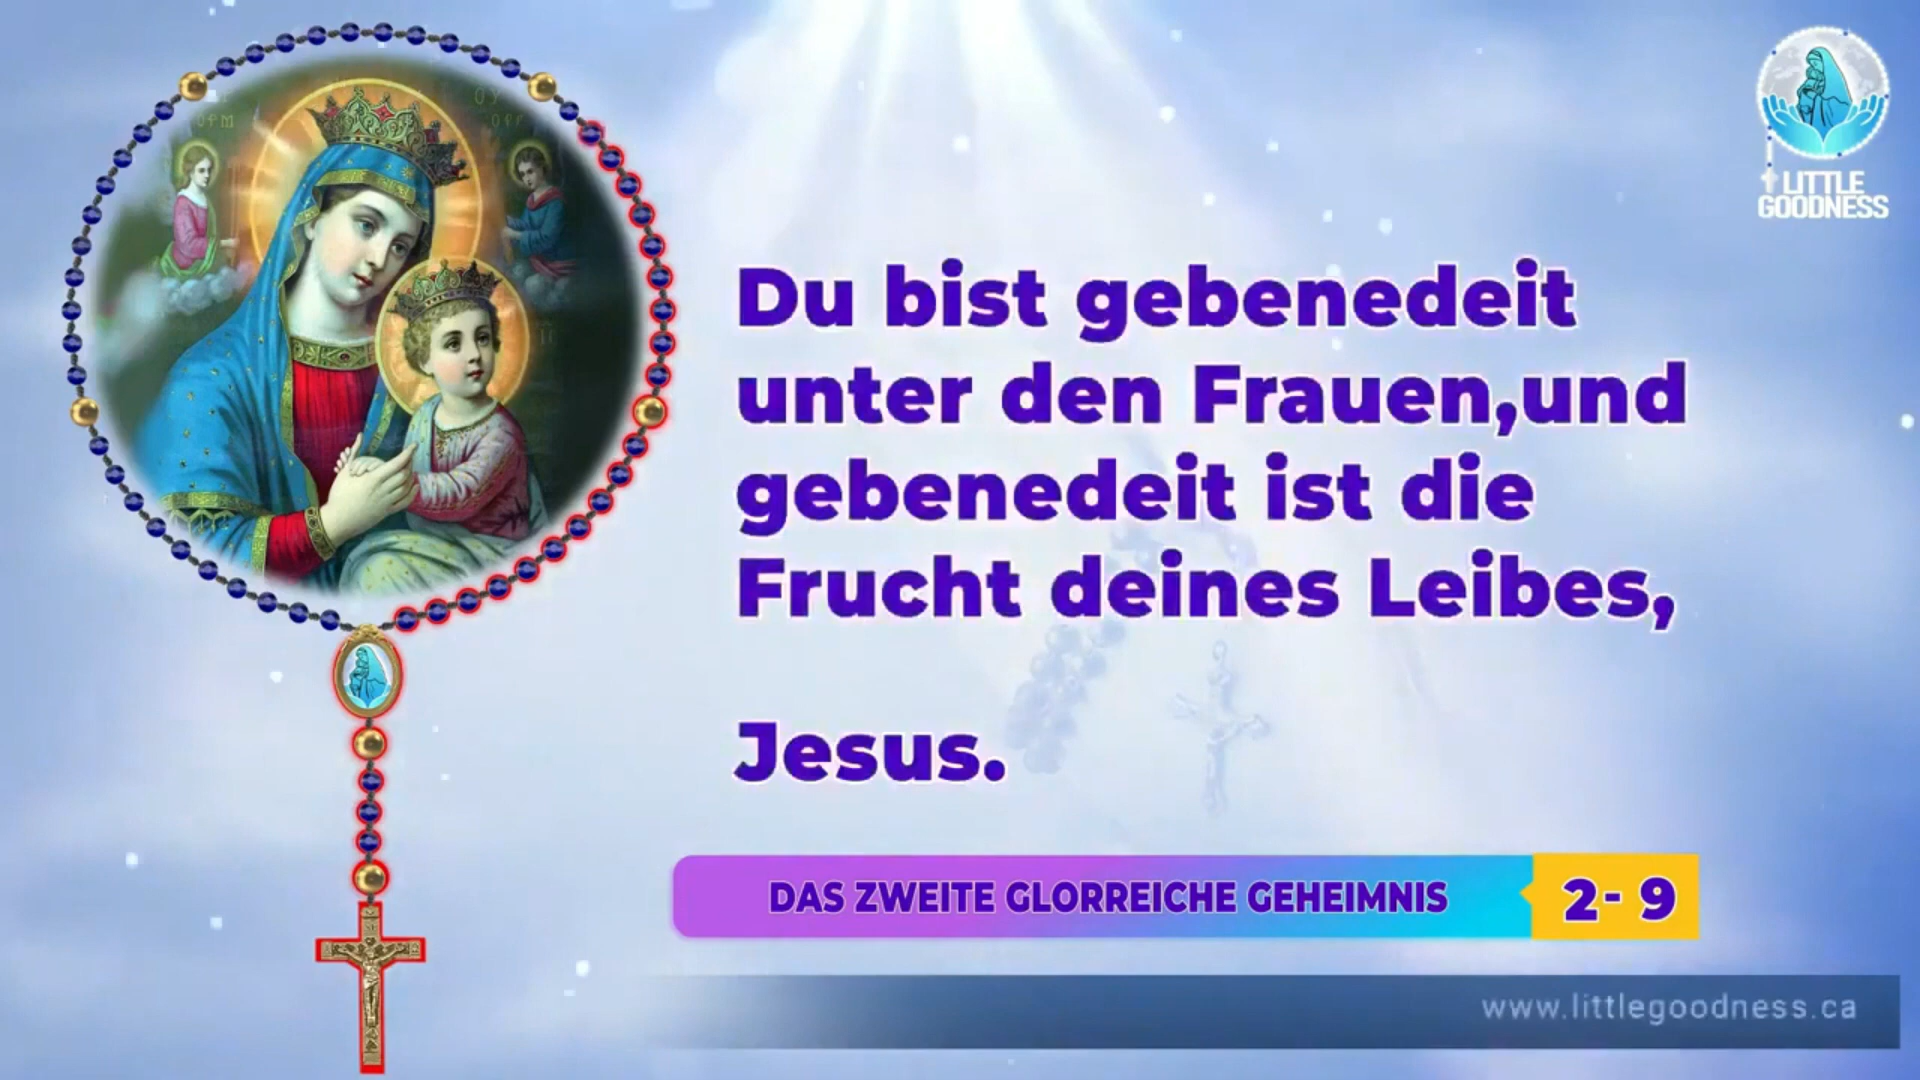 LITTLE
GOODNESS
Du bist gebenedeit
unter den Frauen,und
gebenedeit ist die
Frucht deines Leibes,
Jesus.
DAS ZWEITE GLORREICHE GEHEIMNIS
2- 9
www.littlegoodness.ca